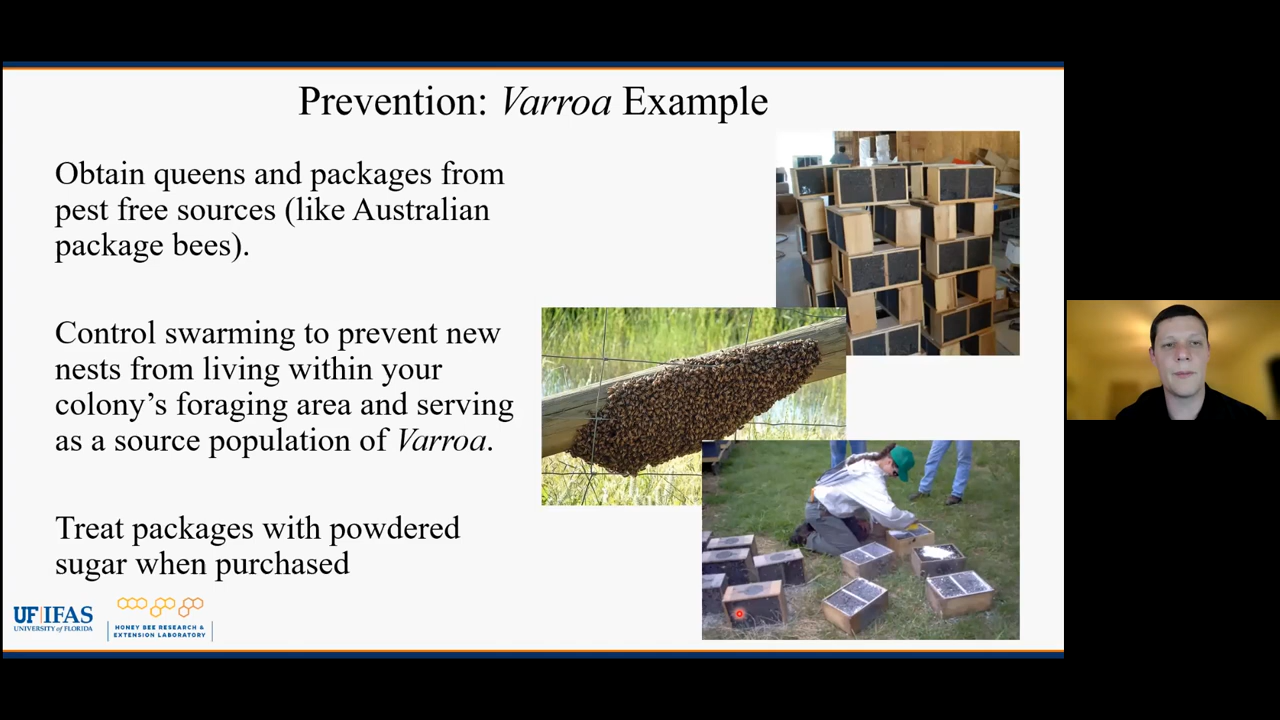 Prevention: Varroa Example
Obtain queens and packages from
pest free sources (like Australian
package bees).
Control swarming to prevent new
nests from living within your
colony’s foraging area and serving
as a source population of Varroa.
Treat packages with powdered
sugar when purchased
UF|IFAS
UNIVERSITY of FLORIDA
HONEY BEE RESEARCH &
EXTENSION LABORATORY